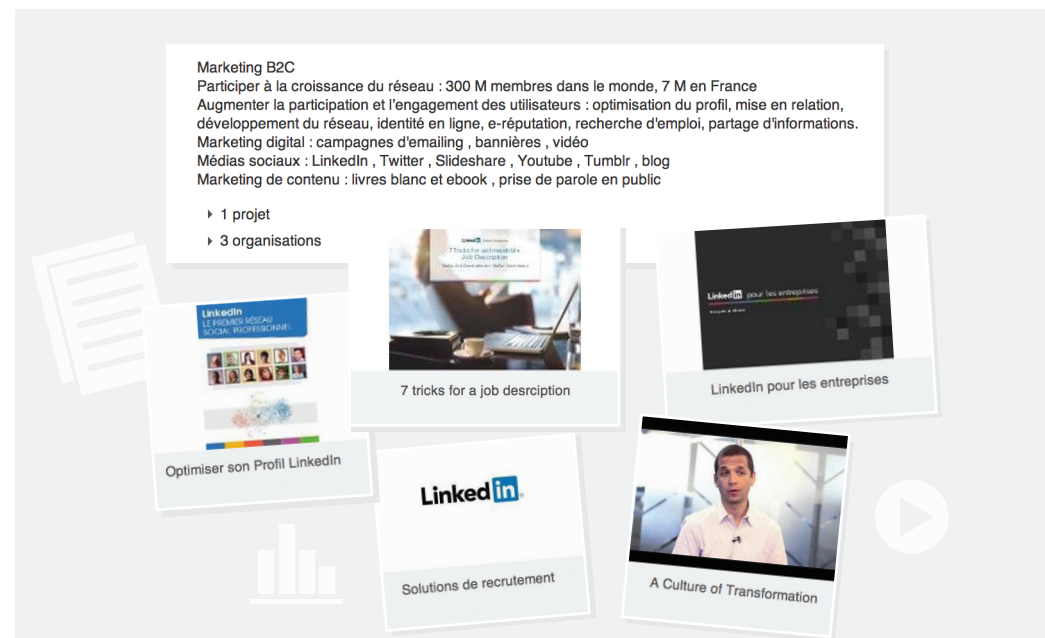 Marketing B2C
Participer à la croissance du réseau : 300 M membres dans le monde, 7 M en France
Augmenter la participation et l'engagement des utilisateurs : optimisation du profil, mise en relation,
développement du réseau, identité en ligne, e-réputation, recherche d'emploi, partage d'informations.
Marketing digital : campagnes d'emailing , bannières , vidéo
Médias sociaux : LinkedIn , Twitter , Slideshare , Youtube , Tumblr , blog
Marketing de contenu : livres blanc et ebook , prise de parole en public
1 projet
3 organisations
LinkedIn
LE PREMIER RÉSEAU
SOCIAL PROFESSIONNEL
Optimiser son Profil LinkedIn
LinkedIn
7 Tricks for
Job Description
7 tricks for a job desrciption
Linked in pour les entreprises
LinkedIn pour les entreprises
Linked in
Solutions de recrutement
A Culture of Transformation